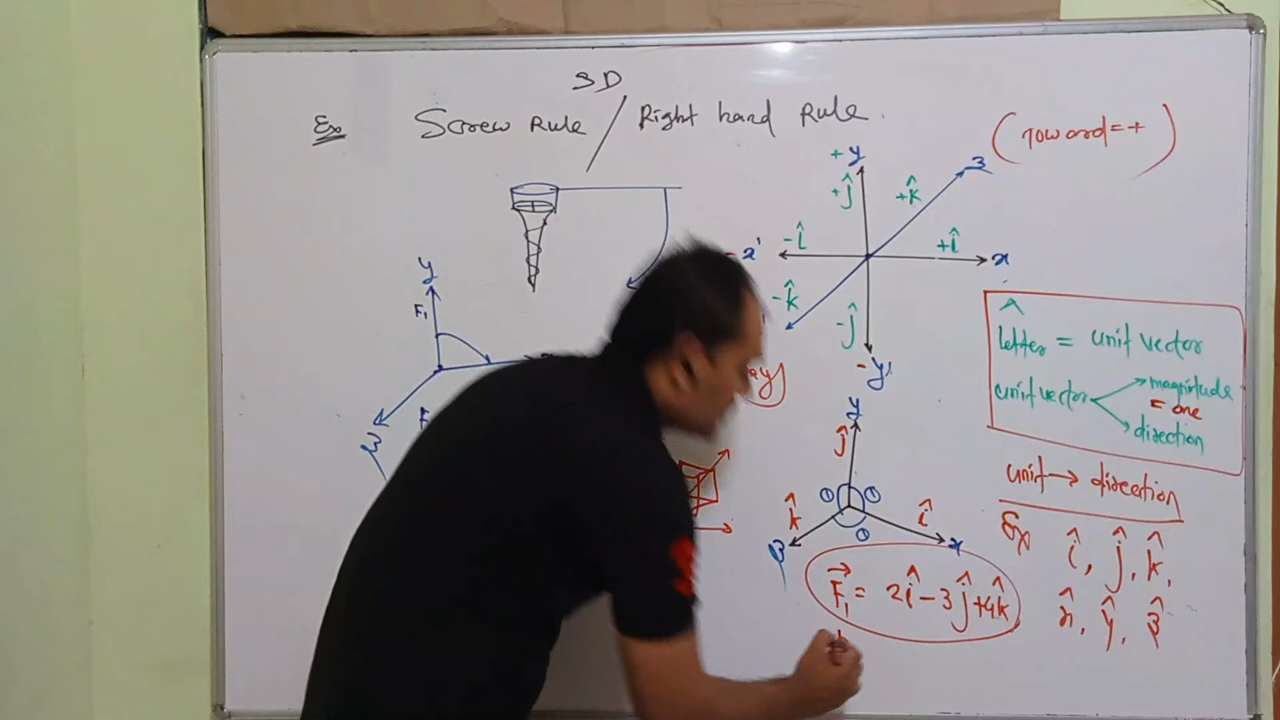 3D
Ex Screw Rule / Right hand Rule.
(Toward = +)
+ y
+ĵ
+k̂
-î
+î
x'
x
-k̂
-ĵ
- y'
y
F₁
letter = unit vector
unit vector
magnitude
= one
direction
y
ĵ
k̂
î
x
unit → direction
Ex î, ĵ, k̂,
ŷ,
F⃗₁ = 2î - 3ĵ + 4k̂